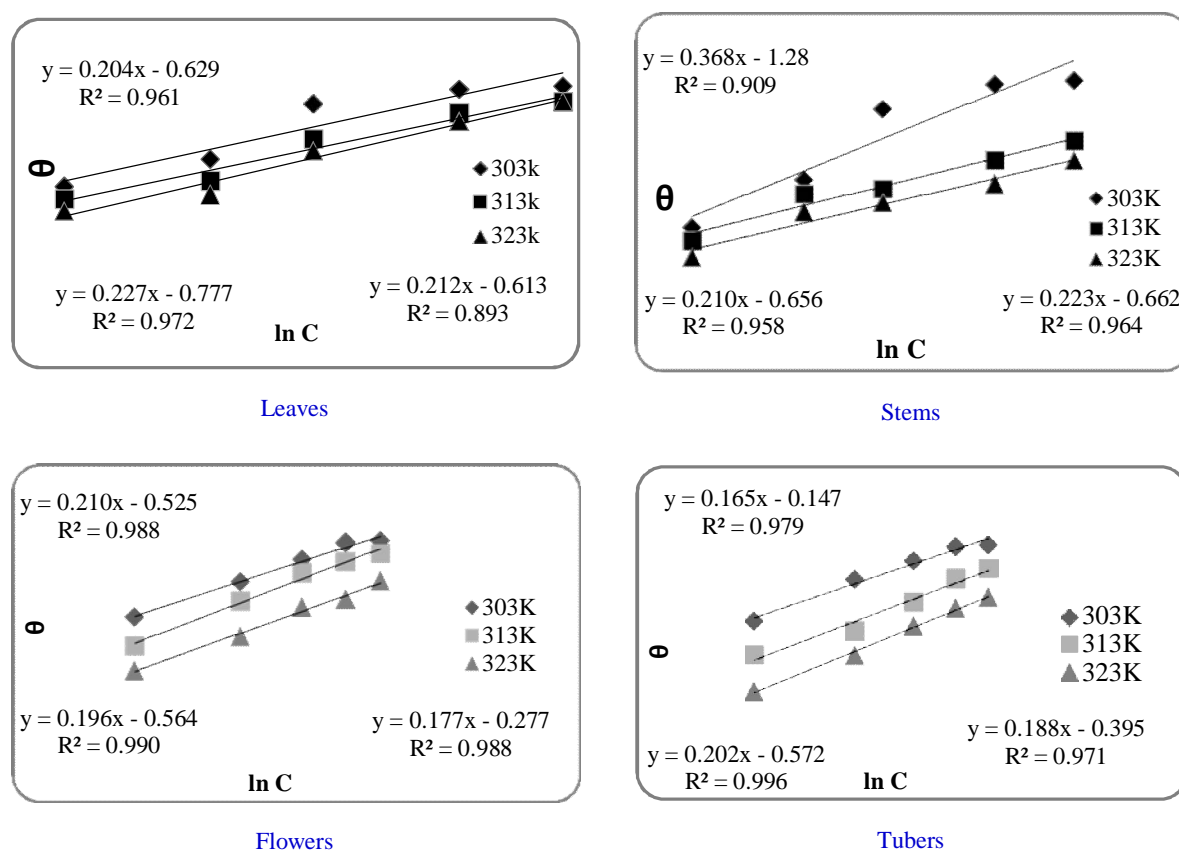 y = 0.204x - 0.629
R² = 0.961
θ
303k
313k
323k
y = 0.227x - 0.777
R² = 0.972
y = 0.212x - 0.613
R² = 0.893
ln C
Leaves
y = 0.368x - 1.28
R² = 0.909
θ
303K
313K
323K
y = 0.210x - 0.656
R² = 0.958
y = 0.223x - 0.662
R² = 0.964
ln C
Stems
y = 0.210x - 0.525
R² = 0.988
θ
303K
313K
323K
y = 0.196x - 0.564
R² = 0.990
y = 0.177x - 0.277
R² = 0.988
ln C
Flowers
y = 0.165x - 0.147
R² = 0.979
θ
303K
313K
323K
y = 0.202x - 0.572
R² = 0.996
y = 0.188x - 0.395
R² = 0.971
ln C
Tubers